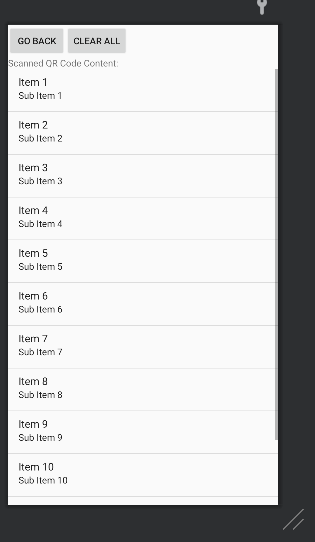 GO BACK CLEAR ALL
Scanned QR Code Content:
Item 1
Sub Item 1
Item 2
Sub Item 2
Item 3
Sub Item 3
Item 4
Sub Item 4
Item 5
Sub Item 5
Item 6
Sub Item 6
Item 7
Sub Item 7
Item 8
Sub Item 8
Item 9
Sub Item 9
Item 10
Sub Item 10